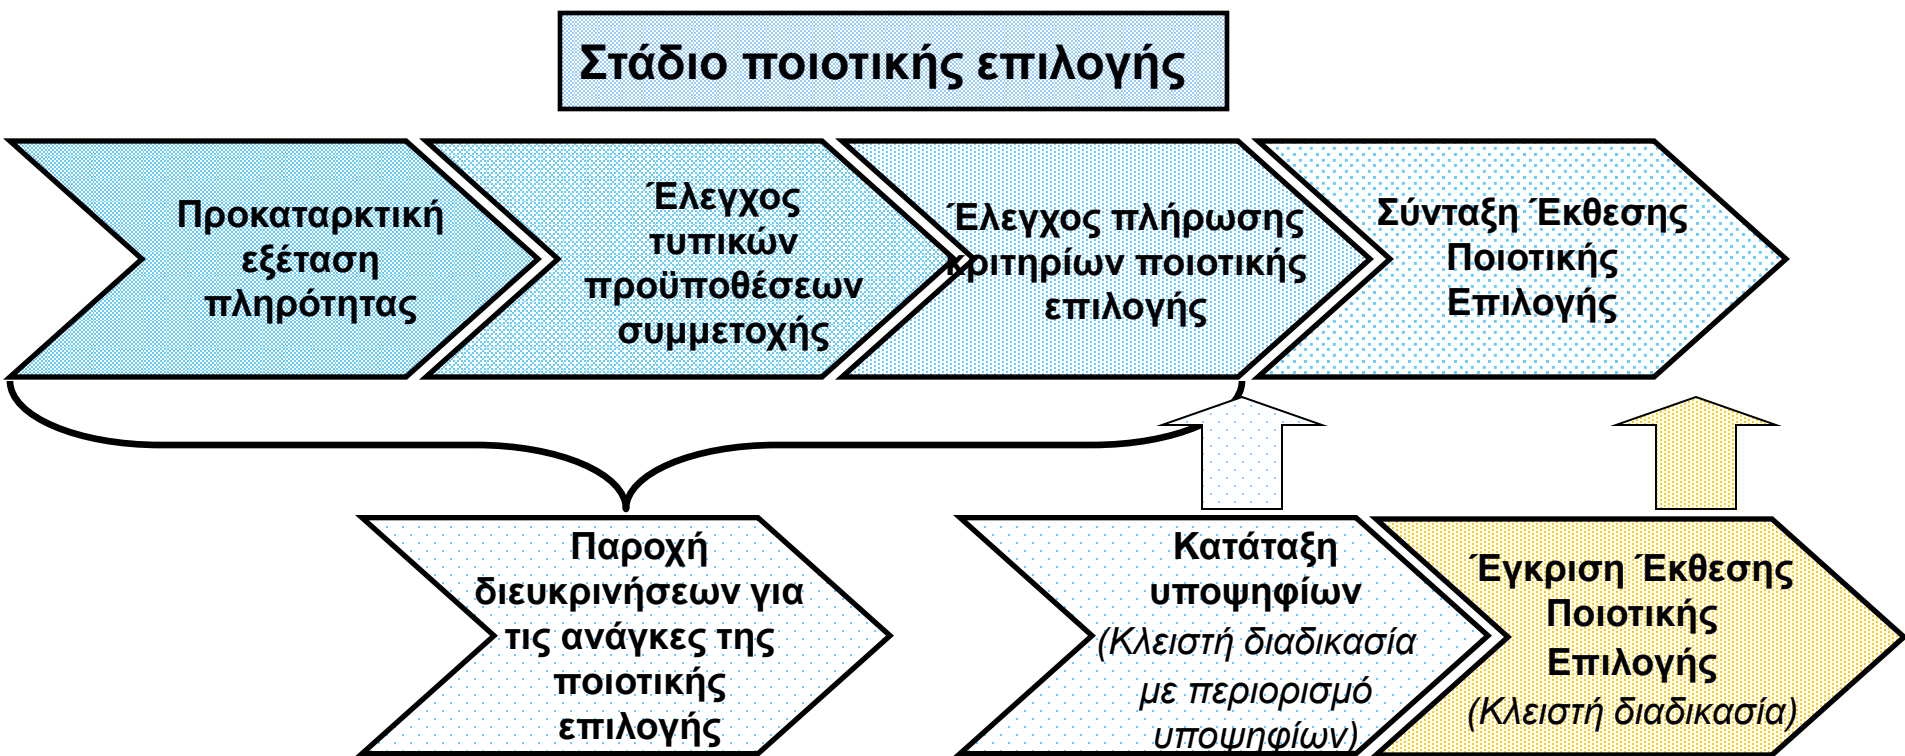 Στάδιο ποιοτικής επιλογής
Προκαταρκτική
εξέταση
πληρότητας
Έλεγχος
τυπικών
προϋποθέσεων
συμμετοχής
Έλεγχος πλήρωσης
κριτηρίων ποιοτικής
επιλογής
Σύνταξη Έκθεσης
Ποιοτικής
Επιλογής
Παροχή
διευκρινήσεων για
τις ανάγκες της
ποιοτικής
επιλογής
Κατάταξη
υποψηφίων
(Κλειστή διαδικασία
με περιορισμό
υποψηφίων)
Έγκριση Έκθεσης
Ποιοτικής
Επιλογής
(Κλειστή διαδικασία)